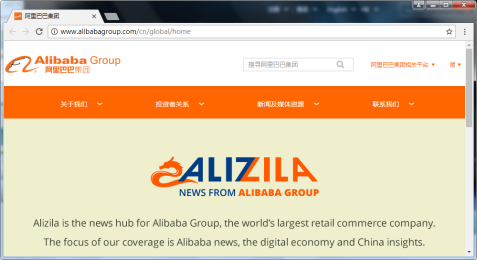 阿里巴巴集团
www.alibabagroup.com/cn/global/home
Alibaba Group
阿里巴巴集团
搜寻阿里巴巴集团
阿里巴巴集团相关平台
简
关于我们
投资者关系
新闻及媒体资源
联系我们
ALIZILA
NEWS FROM ALIBABA GROUP
Alizila is the news hub for Alibaba Group, the world's largest retail commerce company.
The focus of our coverage is Alibaba news, the digital economy and China insights.